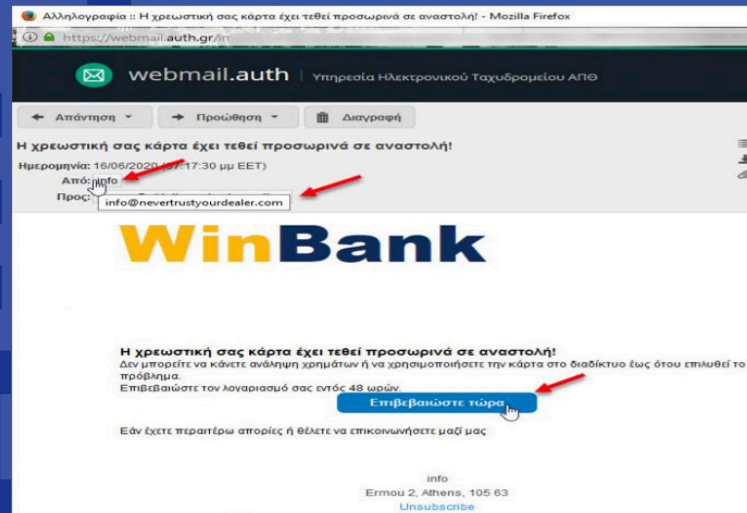 Αλληλογραφία :: Η χρεωστική σας κάρτα έχει τεθεί προσωρινά σε αναστολή! - Mozilla Firefox
https://webmail.auth.gr/
webmail.auth Υπηρεσία Ηλεκτρονικού Ταχυδρομείου ΑΠΘ
Απάντηση Προώθηση Διαγραφή
Η χρεωστική σας κάρτα έχει τεθεί προσωρινά σε αναστολή!
Ημερομηνία: 16/06/2020 17:30 μμ EET)
Από: info
Προς:
info@nevertrustyourdealer.com
WinBank
Η χρεωστική σας κάρτα έχει τεθεί προσωρινά σε αναστολή!
Δεν μπορείτε να κάνετε ανάληψη χρημάτων ή να χρησιμοποιήσετε την κάρτα στο διαδίκτυο έως ότου επιλυθεί το
πρόβλημα.
Επιβεβαιώστε τον λογαριασμό σας εντός 48 ωρών.
Επιβεβαιώστε τώρα
Εάν έχετε περαιτέρω απορίες ή θέλετε να επικοινωνήσετε μαζί μας
info
Ermou 2, Athens, 105 63
Unsubscribe